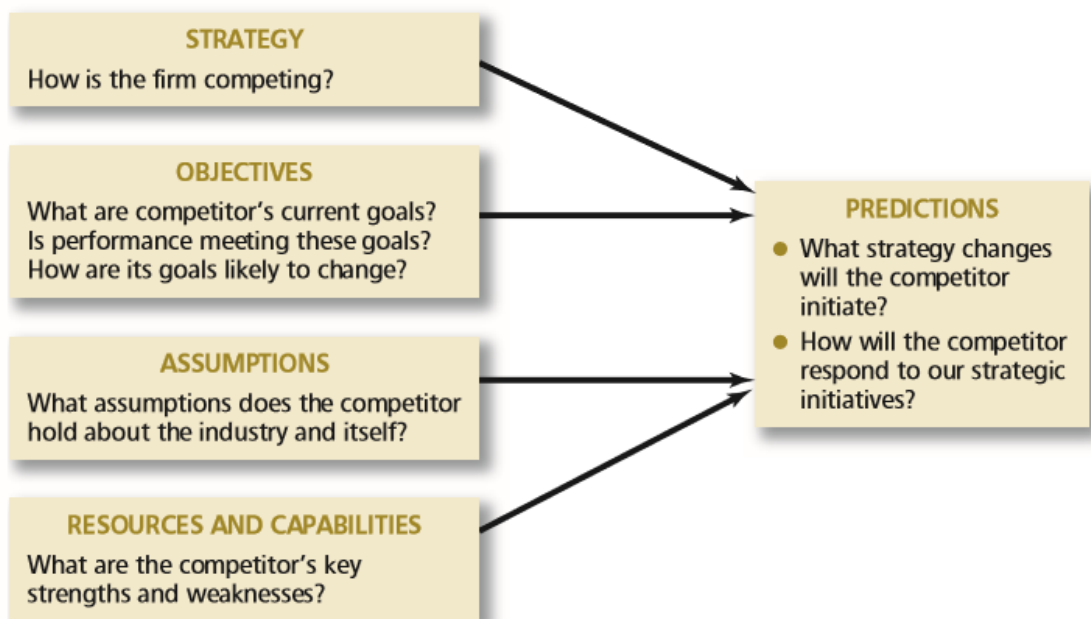 STRATEGY
How is the firm competing?
OBJECTIVES
What are competitor's current goals?
Is performance meeting these goals?
How are its goals likely to change?
ASSUMPTIONS
What assumptions does the competitor
hold about the industry and itself?
RESOURCES AND CAPABILITIES
What are the competitor's key
strengths and weaknesses?
PREDICTIONS
● What strategy changes
will the competitor
initiate?
● How will the competitor
respond to our strategic
initiatives?